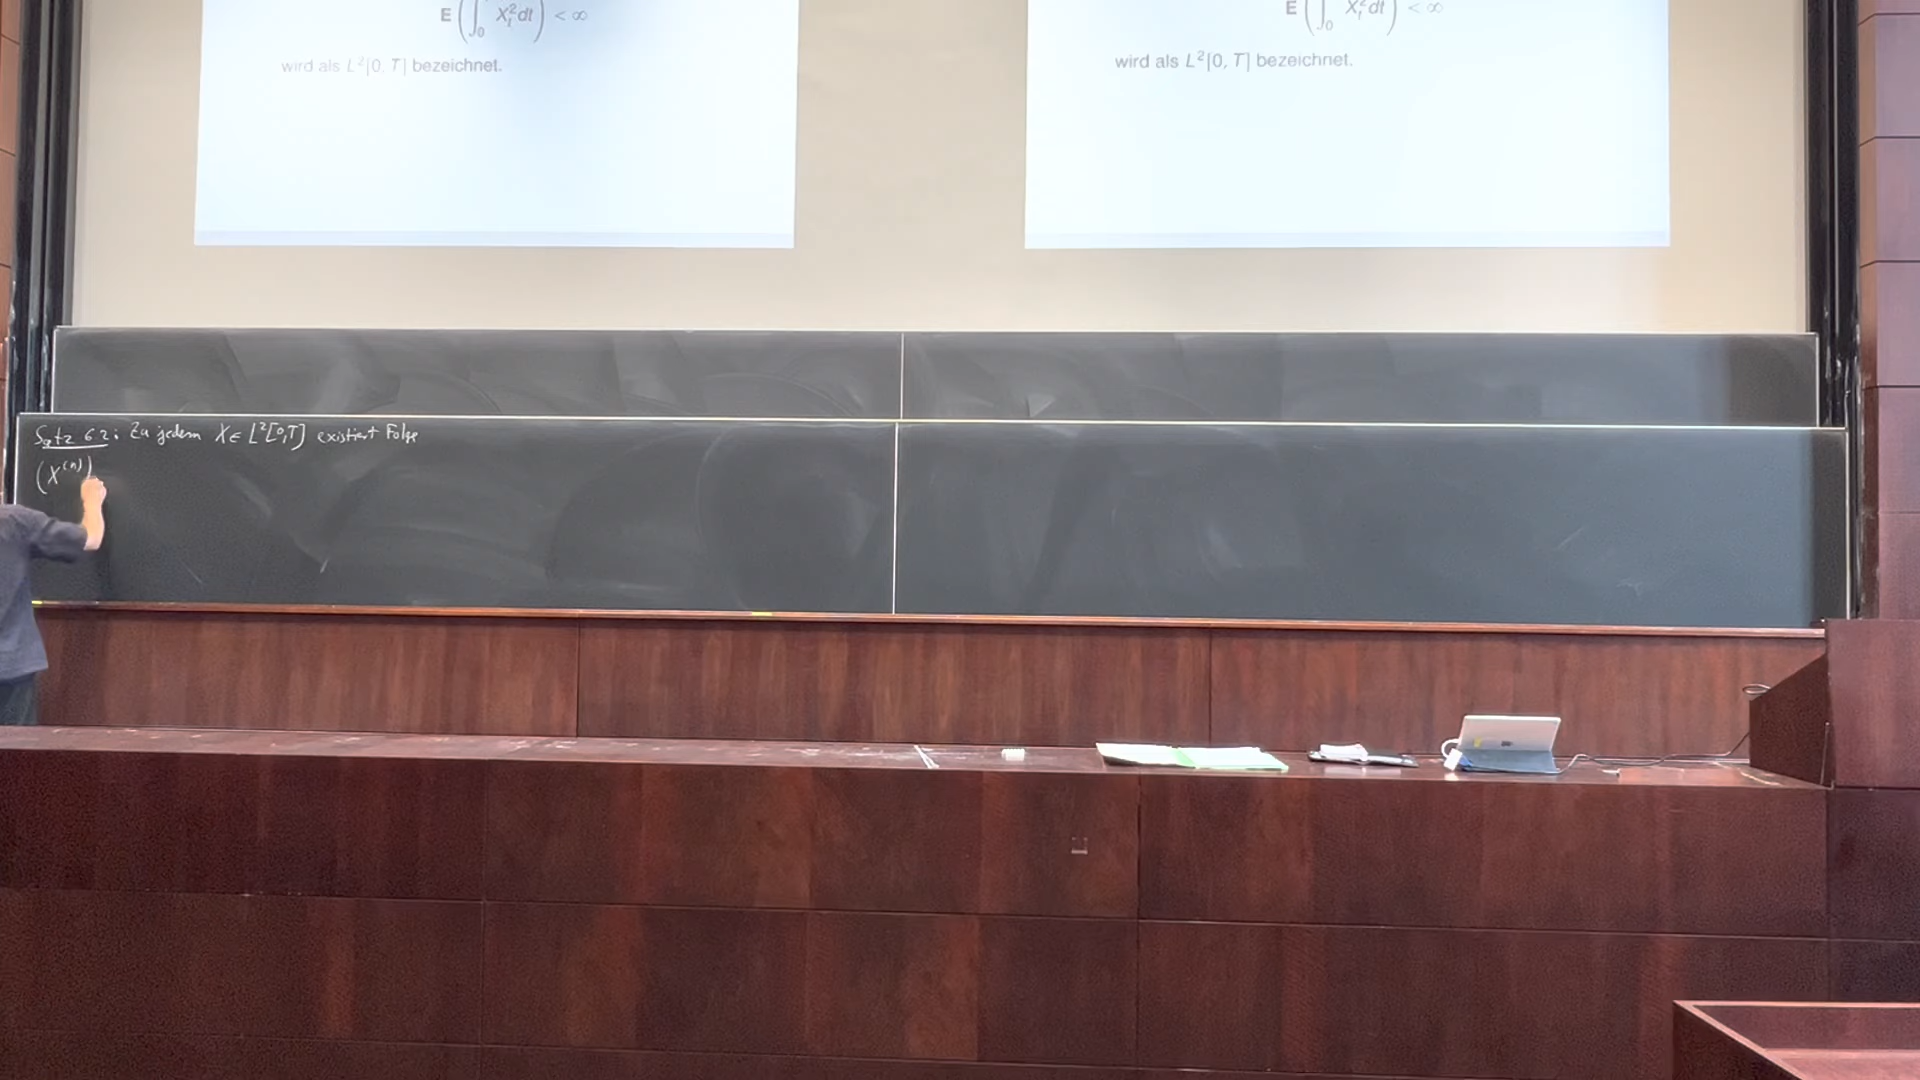 E (∫₀ X_t² dt) < ∞
wird als L²[0, T] bezeichnet.
E (∫₀ X_t² dt) < ∞
wird als L²[0, T] bezeichnet.
Satz 6.2: Zu jedem X ∈ L²[0,T] existiert Folge
(X⁽ⁿ⁾)